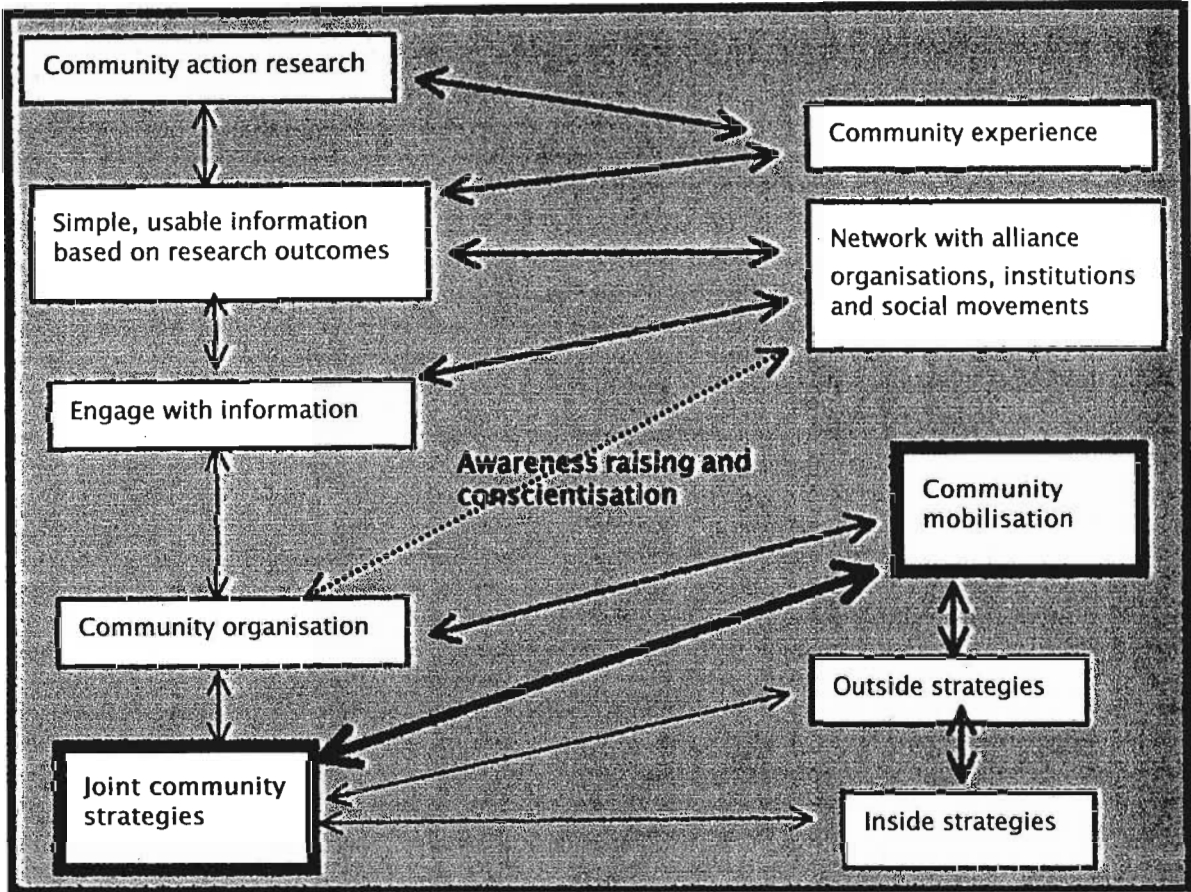 Community action research
Community experience
Simple, usable information
based on research outcomes
Network with alliance
organisations, institutions
and social movements
Engage with information
Awareness raising and
conscientisation
Community
mobilisation
Community organisation
Outside strategies
Joint community
strategies
Inside strategies